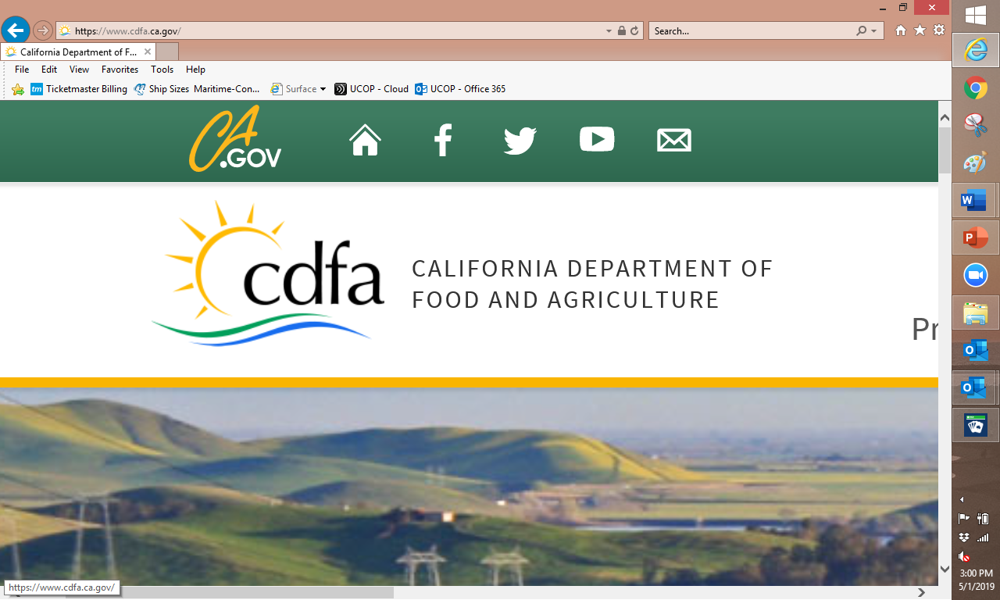 https://www.cdfa.ca.gov/
Search...
California Department of F...
File Edit View Favorites Tools Help
tm Ticketmaster Billing Ship Sizes Maritime-Con... Surface UCOP - Cloud UCOP - Office 365
CA.GOV
cdfa
CALIFORNIA DEPARTMENT OF
FOOD AND AGRICULTURE
Pr
https://www.cdfa.ca.gov/
3:00 PM
5/1/2019